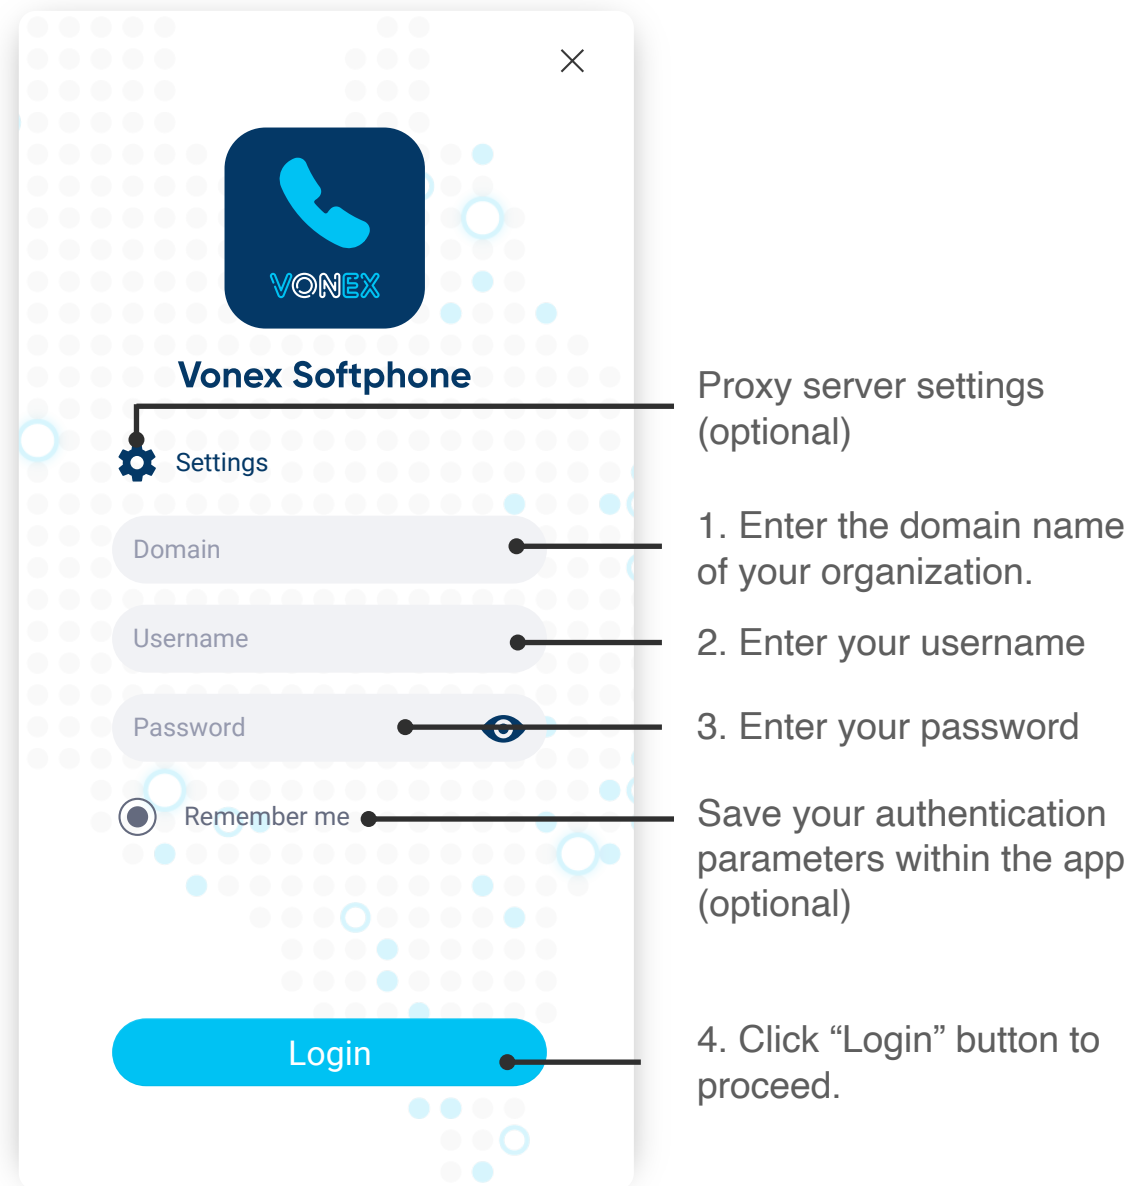 VONEX
Vonex Softphone
Proxy server settings
(optional)
Settings
1. Enter the domain name
of your organization.
Domain
Username
2. Enter your username
Password
3. Enter your password
Remember me
Save your authentication
parameters within the app
(optional)
Login
4. Click “Login” button to
proceed.